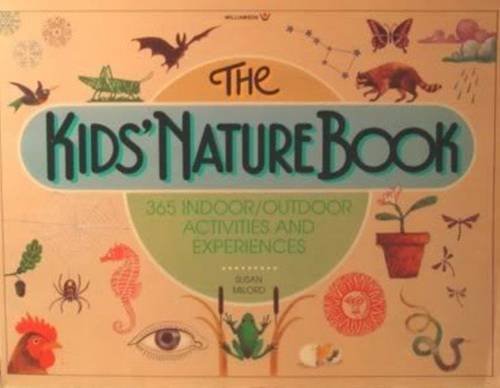 WILLIAMSON
THE
KIDS' NATURE BOOK
365 INDOOR/OUTDOOR
ACTIVITIES AND
EXPERIENCES
SUSAN
MILORD